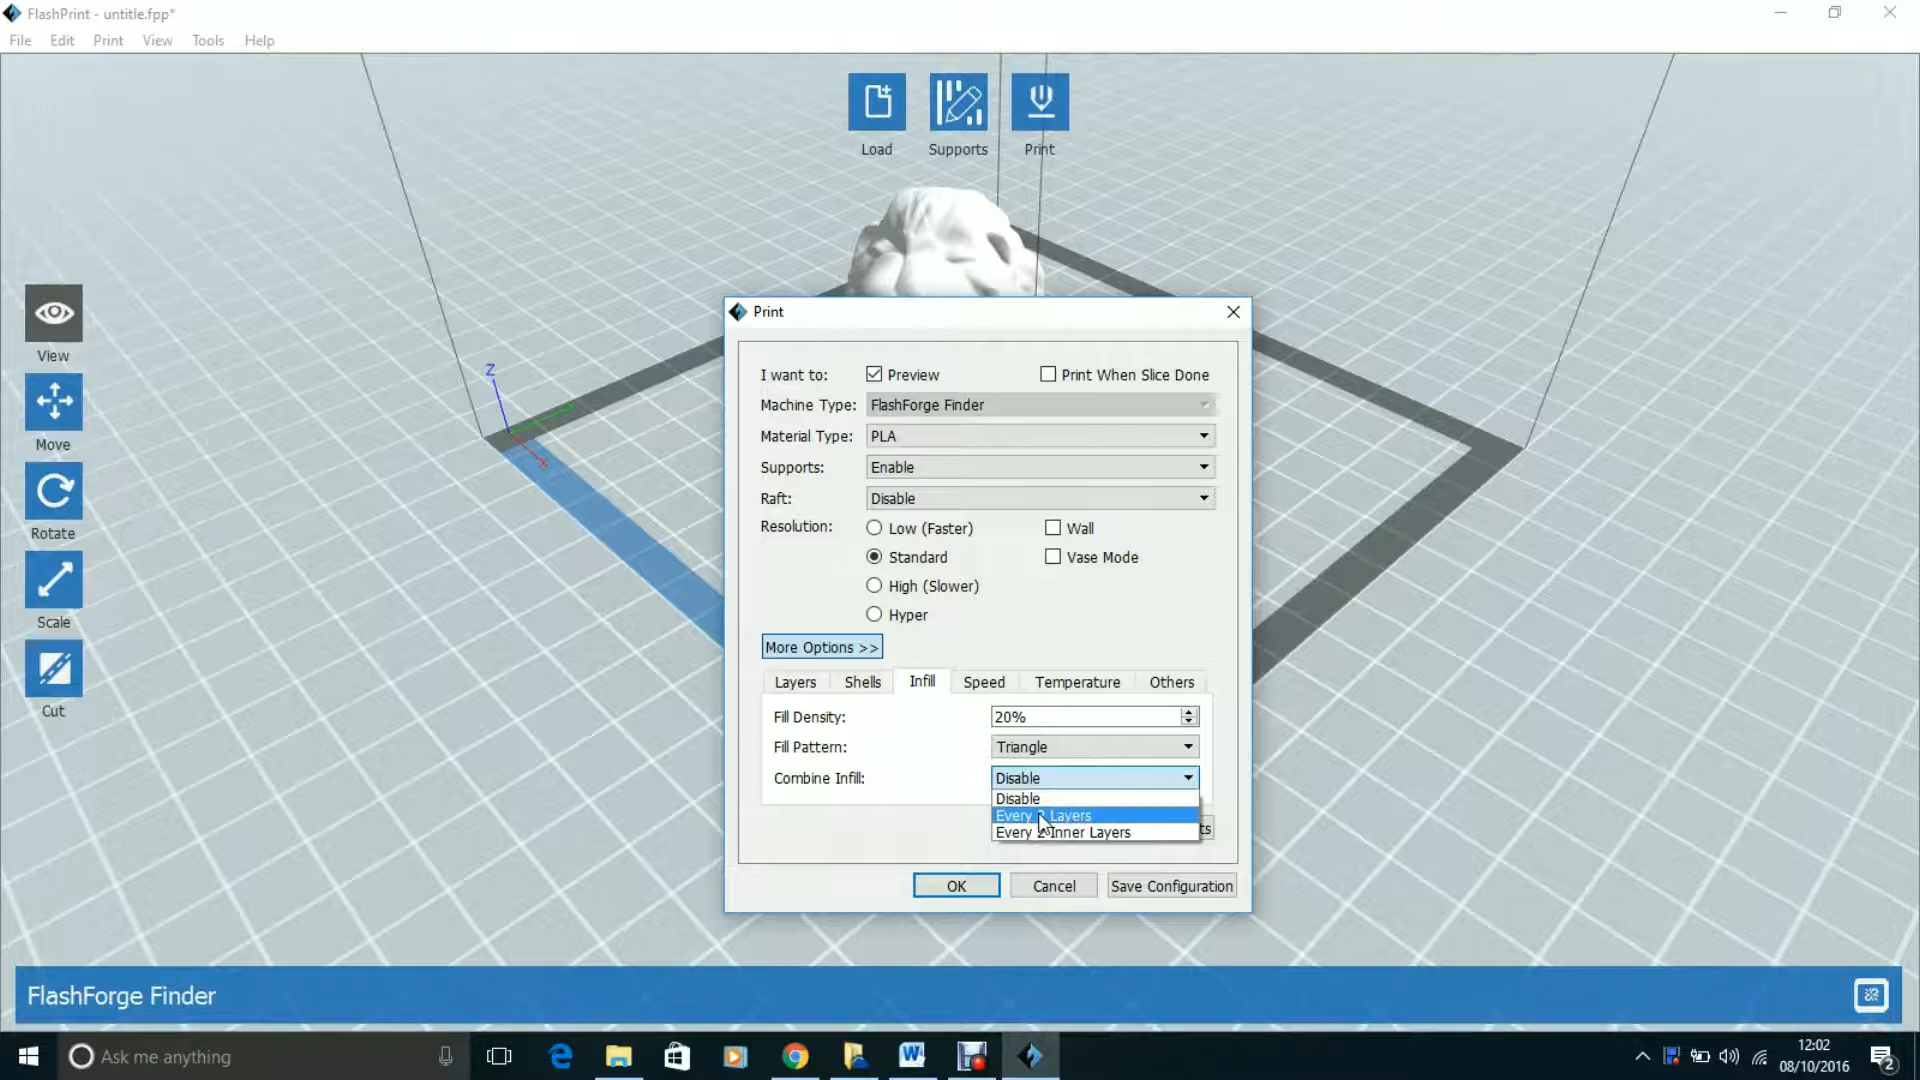 FlashPrint - untitle.fpp*
File Edit Print View Tools Help
Load Supports Print
View
Move
Rotate
Scale
Cut
Z
X
Print
I want to: Preview Print When Slice Done
Machine Type: FlashForge Finder
Material Type: PLA
Supports: Enable
Raft: Disable
Resolution: Low (Faster) Wall
Standard Vase Mode
High (Slower)
Hyper
More Options >>
Layers Shells Infill Speed Temperature Others
Fill Density: 20%
Fill Pattern: Triangle
Combine Infill: Disable
Disable
Every Layers
Every 2 Inner Layers
ts
OK Cancel Save Configuration
FlashForge Finder
Ask me anything
12:02
08/10/2016
2